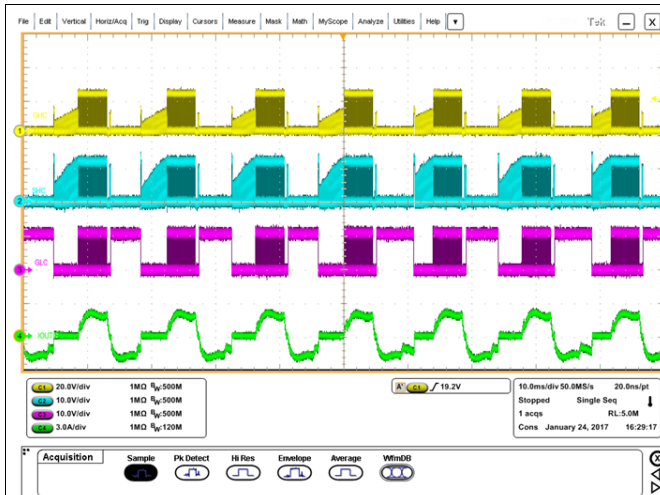 File Edit Vertical Horiz/Acq Trig Display Cursors Measure Mask Math MyScope Analyze Utilities Help Tek X
1
SHC
2
GLC
3
4 IOUT
C1 20.0V/div 1MΩ BW:500M
C2 10.0V/div 1MΩ BW:500M
C3 10.0V/div 1MΩ BW:500M
C4 3.0A/div 1MΩ BW:120M
A' C1 19.2V
10.0ms/div 50.0MS/s 20.0ns/pt
Stopped Single Seq
1 acqs RL:5.0M
Cons January 24, 2017 16:29:17
Acquisition
Sample Pk Detect Hi Res Envelope Average WfmDB